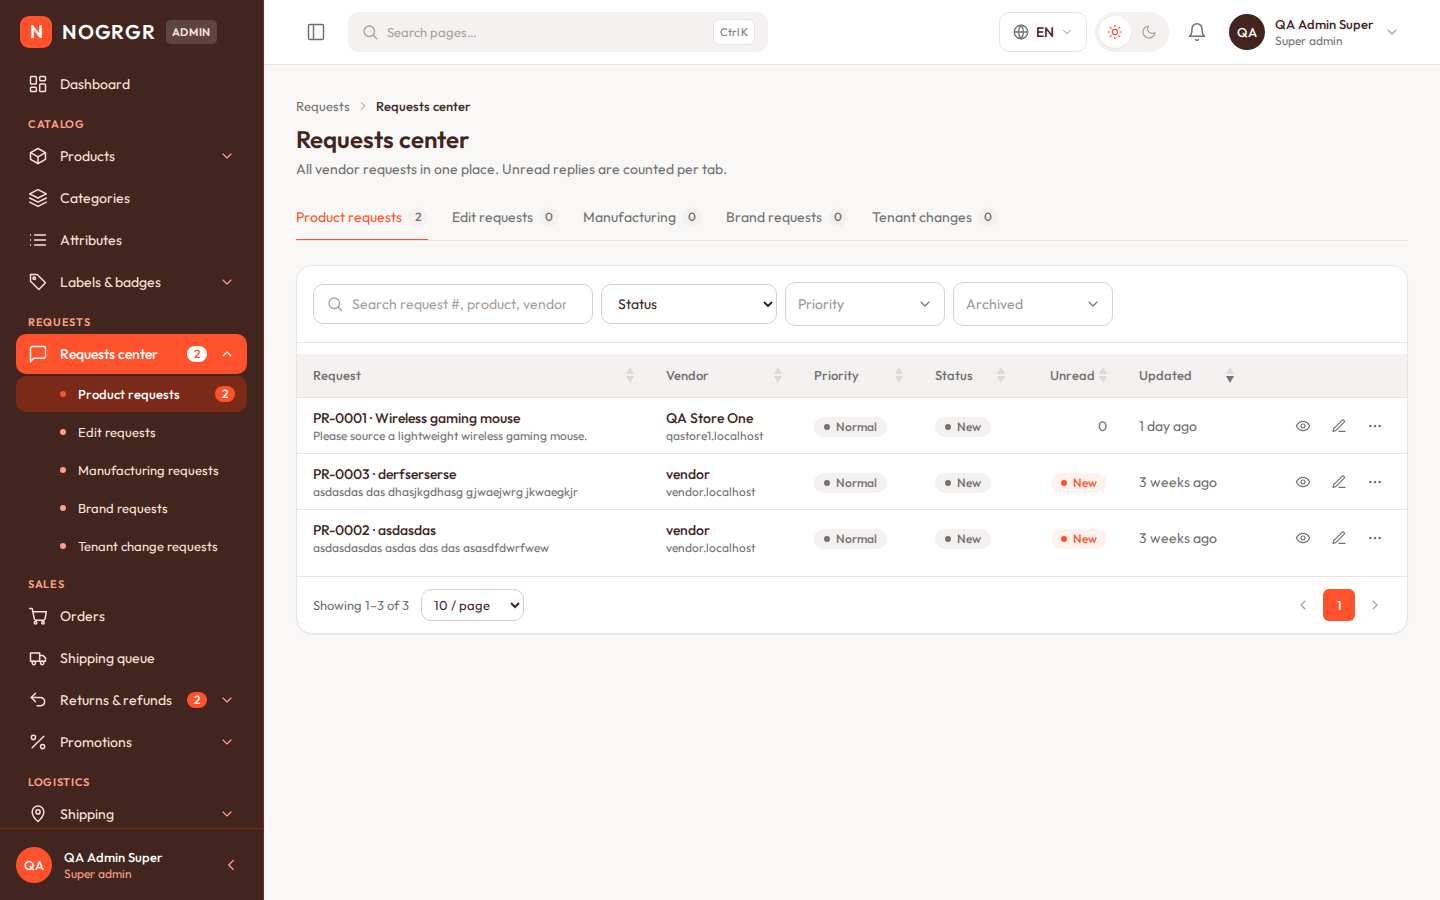 N NOGRGR ADMIN
Search pages...
Ctrl K
EN
QA
QA Admin Super
Super admin
Dashboard
CATALOG
Products
Categories
Attributes
Labels & badges
REQUESTS
Requests center 2
Product requests 2
Edit requests
Manufacturing requests
Brand requests
Tenant change requests
SALES
Orders
Shipping queue
Returns & refunds 2
Promotions
LOGISTICS
Shipping
QA
QA Admin Super
Super admin
Requests > Requests center
Requests center
All vendor requests in one place. Unread replies are counted per tab.
Product requests 2 Edit requests 0 Manufacturing 0 Brand requests 0 Tenant changes 0
Search request #, product, vendor Status Priority Archived
Request Vendor Priority Status Unread Updated
PR-0001 · Wireless gaming mouse QA Store One Normal New 0 1 day ago
Please source a lightweight wireless gaming mouse. qastore1.localhost
PR-0003 · derfserserse vendor Normal New New 3 weeks ago
asdasdas das dhasjkgdhasg gjwaejwrg jkwaegkjr vendor.localhost
PR-0002 · asdasdas vendor Normal New New 3 weeks ago
asdasdasdas asdas das das asasdfdwrfwew vendor.localhost
Showing 1–3 of 3 10 / page 1